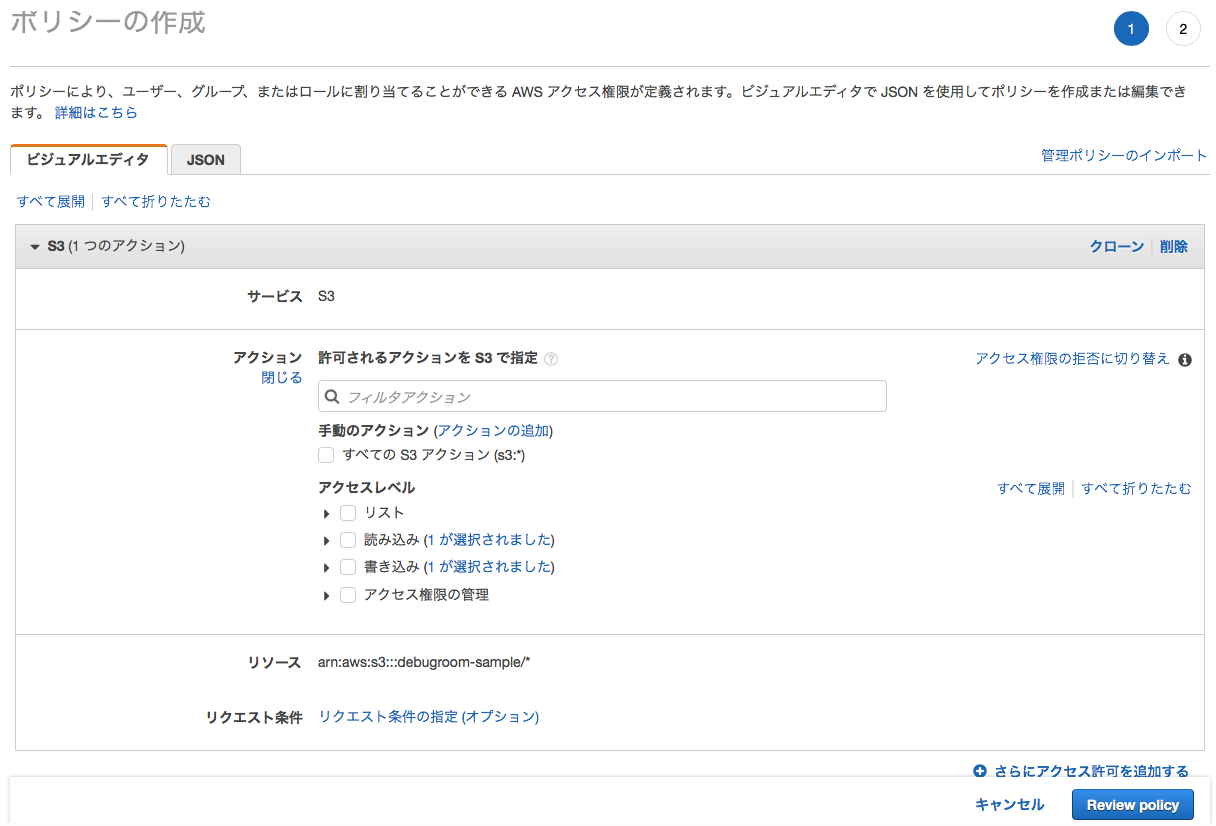 ポリシーの作成
1
2
ポリシーにより、ユーザー、グループ、またはロールに割り当てることができる AWS アクセス権限が定義されます。ビジュアルエディタで JSON を使用してポリシーを作成または編集でき
ます。 詳細はこちら
ビジュアルエディタ
JSON
管理ポリシーのインポート
すべて展開 | すべて折りたたむ
S3 (1 つのアクション)
クローン | 削除
サービス S3
アクション 許可されるアクションを S3 で指定 ?
アクセス権限の拒否に切り替え
閉じる
フィルタアクション
手動のアクション (アクションの追加)
すべての S3 アクション (s3:*)
アクセスレベル
すべて展開 | すべて折りたたむ
リスト
読み込み (1 が選択されました)
書き込み (1 が選択されました)
アクセス権限の管理
リソース arn:aws:s3:::debugroom-sample/*
リクエスト条件 リクエスト条件の指定 (オプション)
さらにアクセス許可を追加する
キャンセル
Review policy